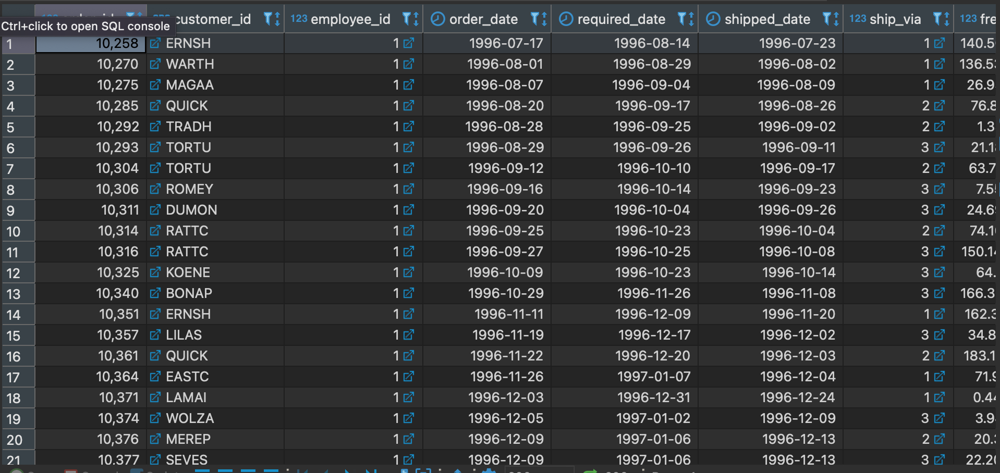 customer_id 123 employee_id order_date required_date shipped_date 123 ship_via 123 fre
Ctrl+click to open SQL console
1 10,258 ERNSH 1 1996-07-17 1996-08-14 1996-07-23 1 140.5
2 10,270 WARTH 1 1996-08-01 1996-08-29 1996-08-02 1 136.5
3 10,275 MAGAA 1 1996-08-07 1996-09-04 1996-08-09 1 26.9
4 10,285 QUICK 1 1996-08-20 1996-09-17 1996-08-26 2 76.8
5 10,292 TRADH 1 1996-08-28 1996-09-25 1996-09-02 2 1.3
6 10,293 TORTU 1 1996-08-29 1996-09-26 1996-09-11 3 21.1
7 10,304 TORTU 1 1996-09-12 1996-10-10 1996-09-17 2 63.7
8 10,306 ROMEY 1 1996-09-16 1996-10-14 1996-09-23 3 7.5
9 10,311 DUMON 1 1996-09-20 1996-10-04 1996-09-26 3 24.6
10 10,314 RATTC 1 1996-09-25 1996-10-23 1996-10-04 2 74.1
11 10,316 RATTC 1 1996-09-27 1996-10-25 1996-10-08 3 150.1
12 10,325 KOENE 1 1996-10-09 1996-10-23 1996-10-14 3 64.
13 10,340 BONAP 1 1996-10-29 1996-11-26 1996-11-08 3 166.3
14 10,351 ERNSH 1 1996-11-11 1996-12-09 1996-11-20 1 162.3
15 10,357 LILAS 1 1996-11-19 1996-12-17 1996-12-02 3 34.8
16 10,361 QUICK 1 1996-11-22 1996-12-20 1996-12-03 2 183.1
17 10,364 EASTC 1 1996-11-26 1997-01-07 1996-12-04 1 71.9
18 10,371 LAMAI 1 1996-12-03 1996-12-31 1996-12-24 1 0.4
19 10,374 WOLZA 1 1996-12-05 1997-01-02 1996-12-09 3 3.9
20 10,376 MEREP 1 1996-12-09 1997-01-06 1996-12-13 2 20.
21 10,377 SEVES 1 1996-12-09 1997-01-06 1996-12-13 3 22.2